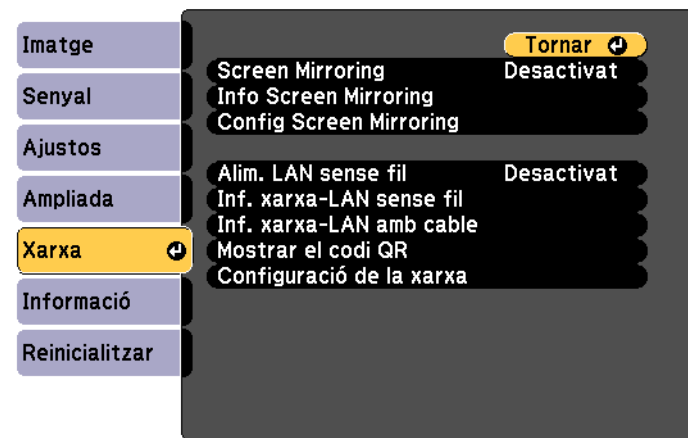 Imatge
Senyal
Ajustos
Ampliada
Xarxa
Informació
Reinicialitzar
Tornar
Screen Mirroring Desactivat
Info Screen Mirroring
Config Screen Mirroring
Alim. LAN sense fil Desactivat
Inf. xarxa-LAN sense fil
Inf. xarxa-LAN amb cable
Mostrar el codi QR
Configuració de la xarxa